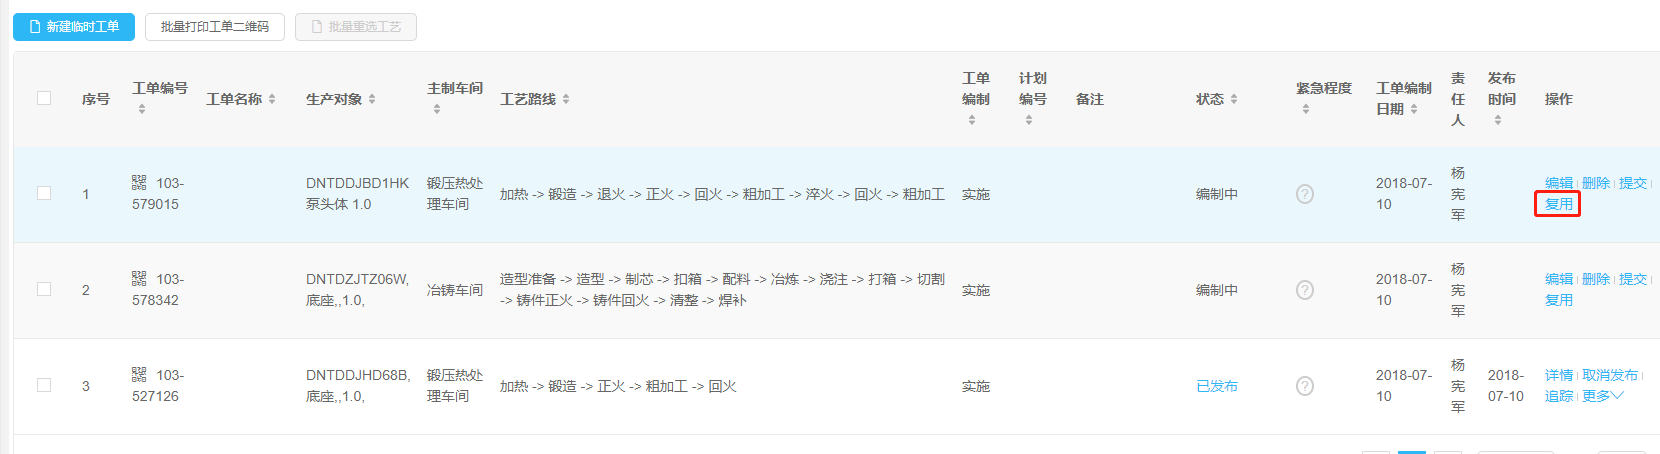 新建临时工单 批量打印工单二维码 批量重选工艺
序号 工单编号 工单名称 生产对象 主制车间 工艺路线 工单编制 计划编号 备注 状态 紧急程度 工单编制日期 责任人 发布时间 操作
1
103-
579015
DNTDDJBD1HK
泵头体 1.0
锻压热处
理车间
加热 -> 锻造 -> 退火 -> 正火 -> 回火 -> 粗加工 -> 淬火 -> 回火 -> 粗加工
实施
编制中
?
2018-07-
10
杨
宪
军
编辑 删除 提交
复用
2
103-
578342
DNTDZJTZ06W,
底座,,1.0,
冶铸车间
造型准备 -> 造型 -> 制芯 -> 扣箱 -> 配料 -> 冶炼 -> 浇注 -> 打箱 -> 切割
-> 铸件正火 -> 铸件回火 -> 清整 -> 焊补
实施
编制中
?
2018-07-
10
杨
宪
军
编辑 删除 提交
复用
3
103-
527126
DNTDDJHD68B,
底座,,1.0,
锻压热处
理车间
加热 -> 锻造 -> 正火 -> 粗加工 -> 回火
实施
已发布
?
2018-07-
10
杨
宪
军
2018-
07-10
详情 取消发布
追踪 更多